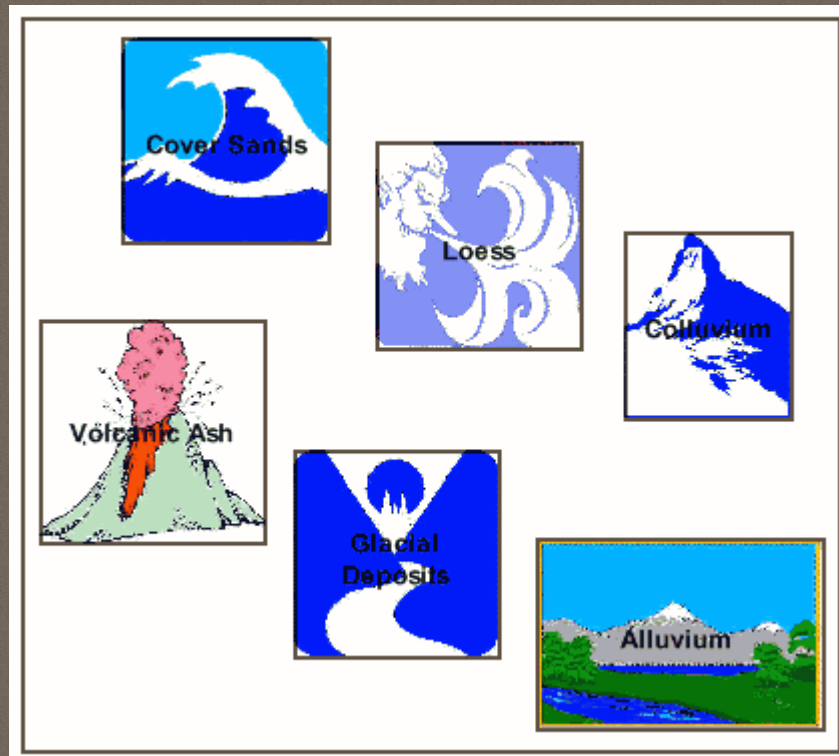 Cover Sands
Loess
Colluvium
Volcanic Ash
Glacial
Deposits
Alluvium